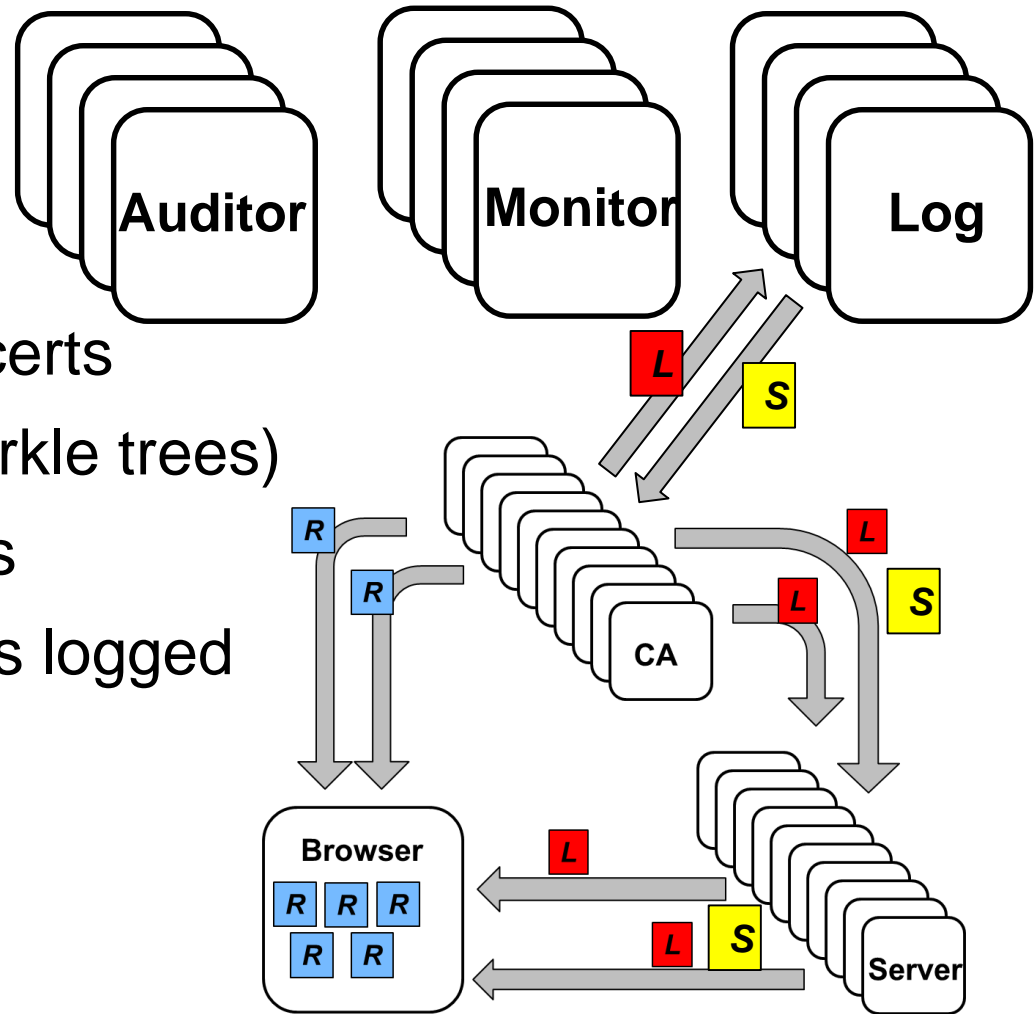 Auditor
Monitor
Log
certs
L
S
rkle trees)
R
L
s
R
L
S
s logged
CA
Browser
L
R R R
L S
R R
Server